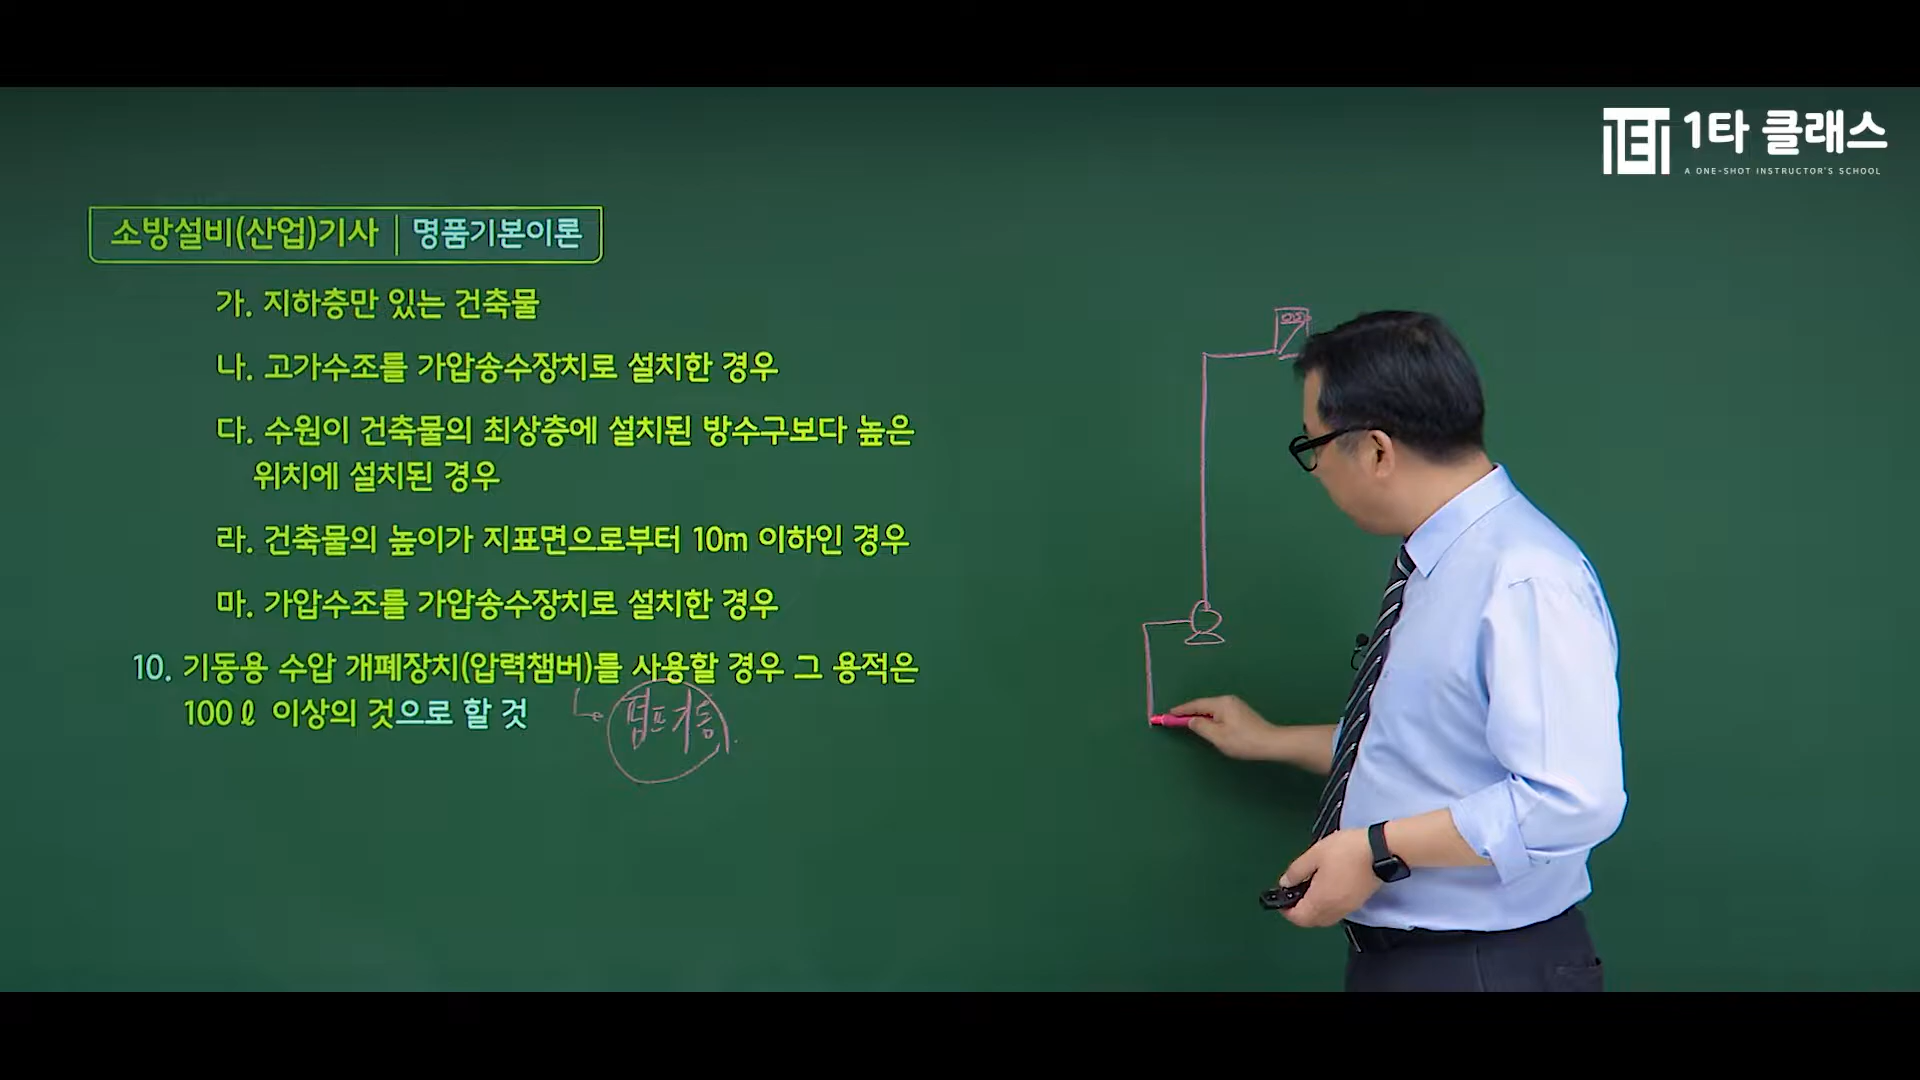 1타 클래스
A ONE-SHOT INSTRUCTOR'S SCHOOL
소방설비(산업)기사 | 명품기본이론
가. 지하층만 있는 건축물
나. 고가수조를 가압송수장치로 설치한 경우
다. 수원이 건축물의 최상층에 설치된 방수구보다 높은
위치에 설치된 경우
라. 건축물의 높이가 지표면으로부터 10m 이하인 경우
마. 가압수조를 가압송수장치로 설치한 경우
10. 기동용 수압 개폐장치(압력챔버)를 사용할 경우 그 용적은
100ℓ 이상의 것으로 할 것
펌프기동